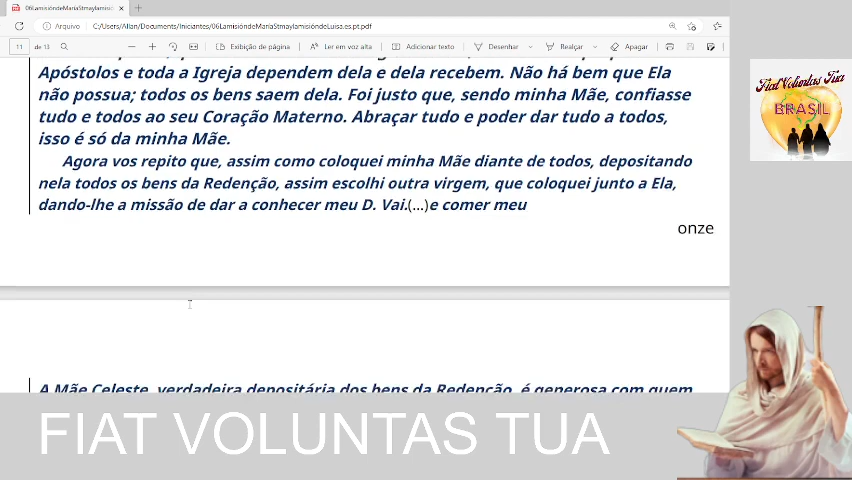 06LamisióndeMaríaStmaylamisióndeLuisa.es.pt.pdf
Arquivo C:/Users/Allan/Documents/Iniciantes/06LamisióndeMaríaStmaylamisióndeLuisa.es.pt.pdf
11 de 13 Exibição de página Ler em voz alta Adicionar texto Desenhar Realçar Apagar
Apóstolos e toda a Igreja dependem dela e dela recebem. Não há bem que Ela
não possua; todos os bens saem dela. Foi justo que, sendo minha Mãe, confiasse
tudo e todos ao seu Coração Materno. Abraçar tudo e poder dar tudo a todos,
isso é só da minha Mãe.
Agora vos repito que, assim como coloquei minha Mãe diante de todos, depositando
nela todos os bens da Redenção, assim escolhi outra virgem, que coloquei junto a Ela,
dando-lhe a missão de dar a conhecer meu D. Vai.(...)e comer meu
onze
A Mãe Celeste, verdadeira depositária dos bens da Redenção, é generosa com quem
Fiat Voluntas Tua
BRASIL
FIAT VOLUNTAS TUA